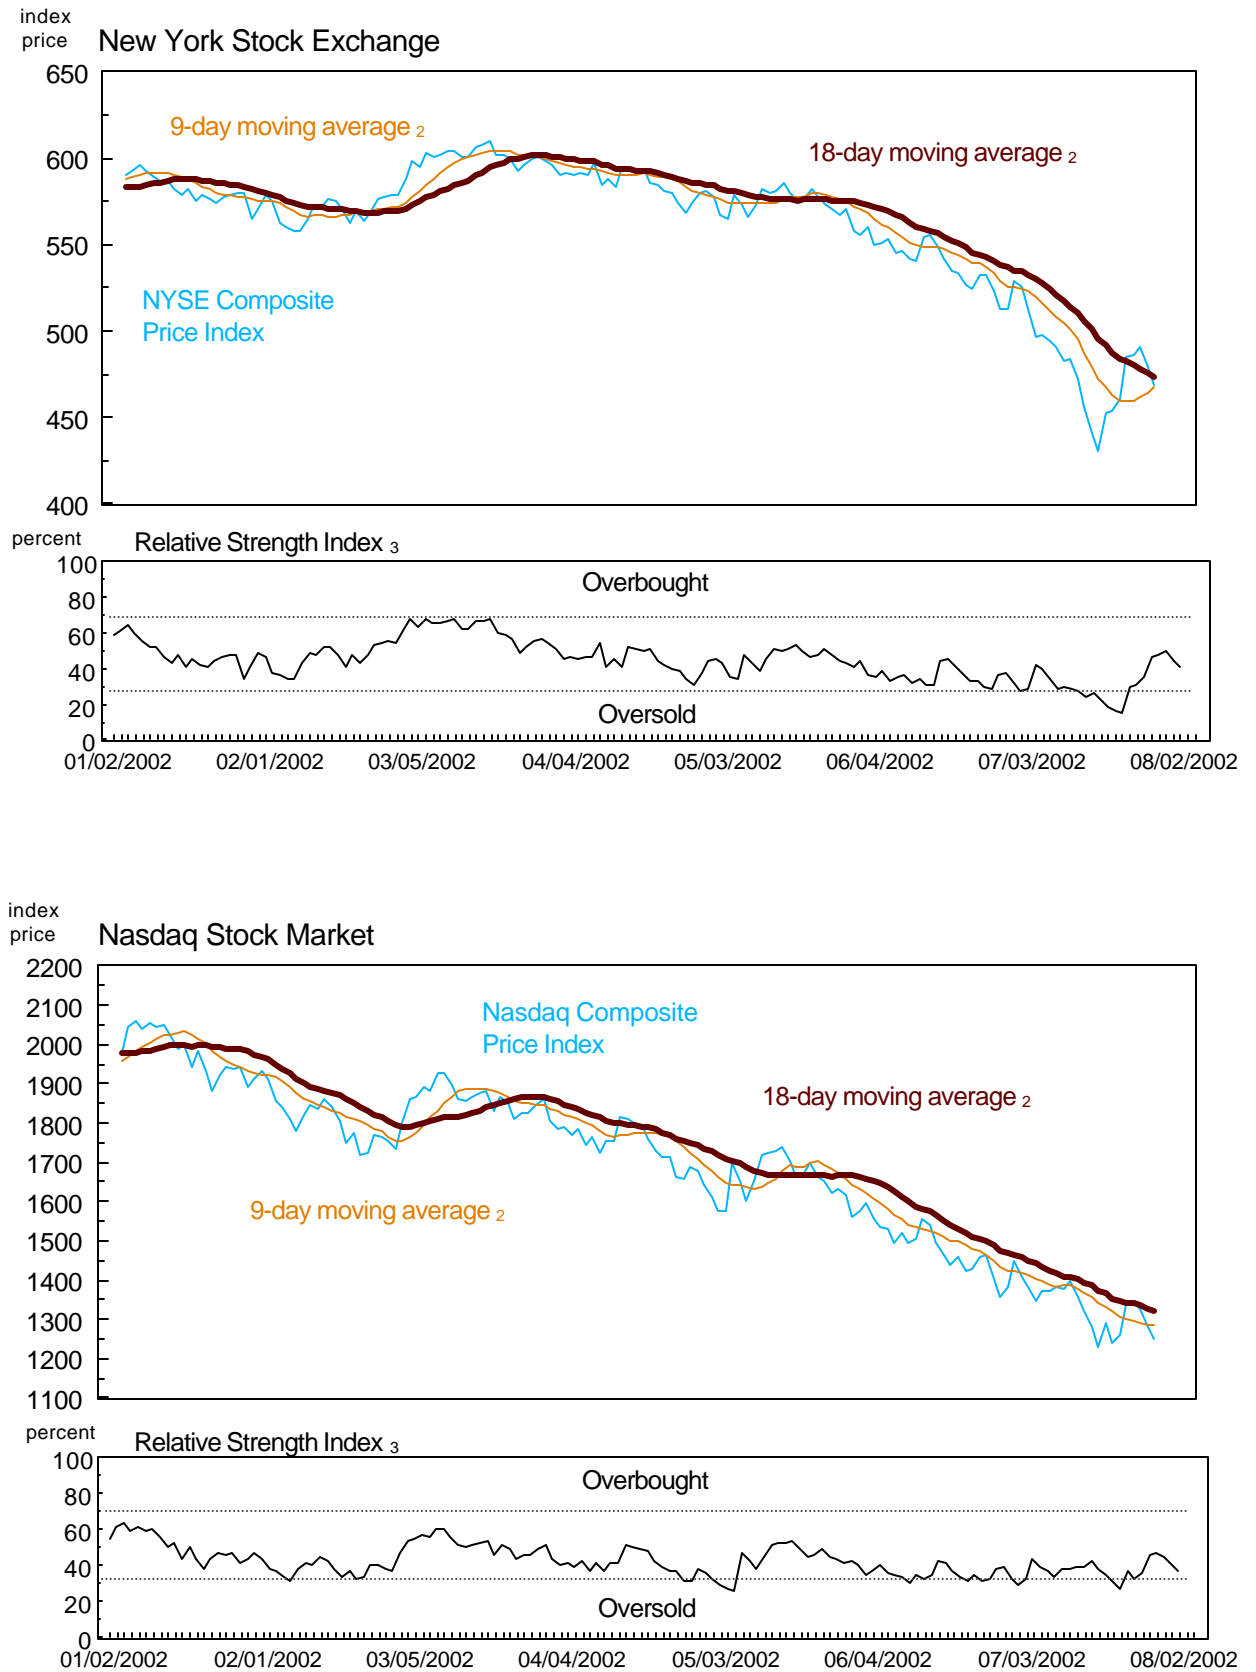 index
price
New York Stock Exchange
650
600
550
500
450
400
9-day moving average 2
18-day moving average 2
NYSE Composite
Price Index
percent
Relative Strength Index 3
100
80
60
40
20
0
Overbought
Oversold
01/02/2002 02/01/2002 03/05/2002 04/04/2002 05/03/2002 06/04/2002 07/03/2002 08/02/2002
index
price
Nasdaq Stock Market
2200
2100
2000
1900
1800
1700
1600
1500
1400
1300
1200
1100
Nasdaq Composite
Price Index
18-day moving average 2
9-day moving average 2
percent
Relative Strength Index 3
100
80
60
40
20
0
Overbought
Oversold
01/02/2002 02/01/2002 03/05/2002 04/04/2002 05/03/2002 06/04/2002 07/03/2002 08/02/2002